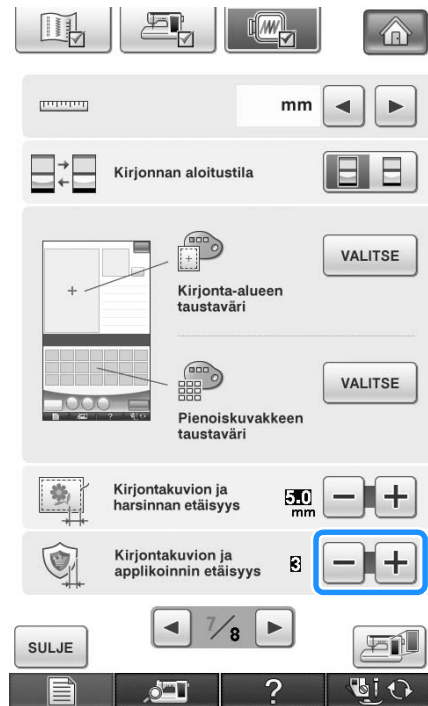 mm
Kirjonnan aloitustila
VALITSE
Kirjonta-alueen
taustaväri
VALITSE
Pienoiskuvakkeen
taustaväri
Kirjontakuvion ja
harsinnan etäisyys
5.0
mm
Kirjontakuvion ja
applikoinnin etäisyys
3
7/8
SULJE
?